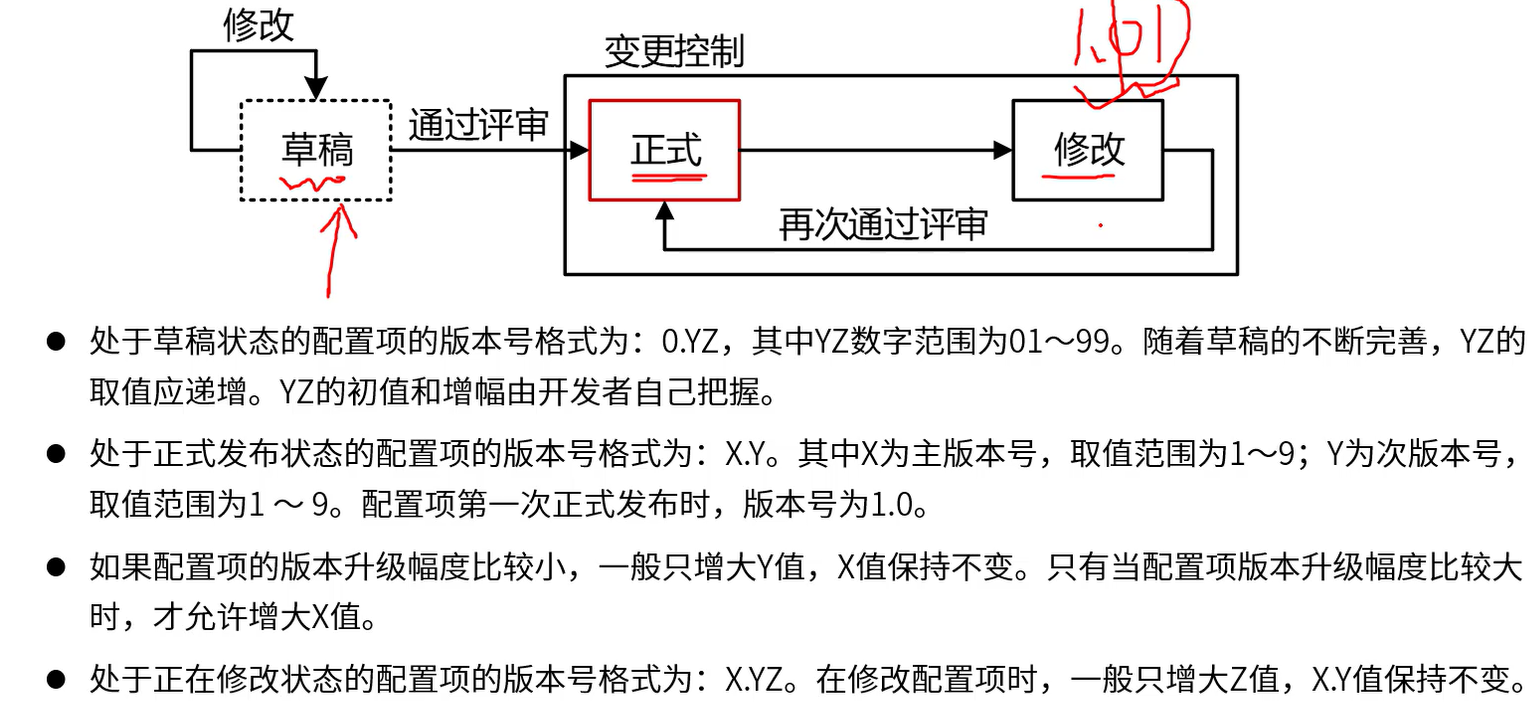 修改
变更控制
1.01
草稿
通过评审
正式
修改
再次通过评审
● 处于草稿状态的配置项的版本号格式为：0.YZ，其中YZ数字范围为01～99。随着草稿的不断完善，YZ的
取值应递增。YZ的初值和增幅由开发者自己把握。
● 处于正式发布状态的配置项的版本号格式为：X.Y。其中X为主版本号，取值范围为1～9；Y为次版本号，
取值范围为1 ～ 9。配置项第一次正式发布时，版本号为1.0。
● 如果配置项的版本升级幅度比较小，一般只增大Y值，X值保持不变。只有当配置项版本升级幅度比较大
时，才允许增大X值。
● 处于正在修改状态的配置项的版本号格式为：X.YZ。在修改配置项时，一般只增大Z值，X.Y值保持不变。